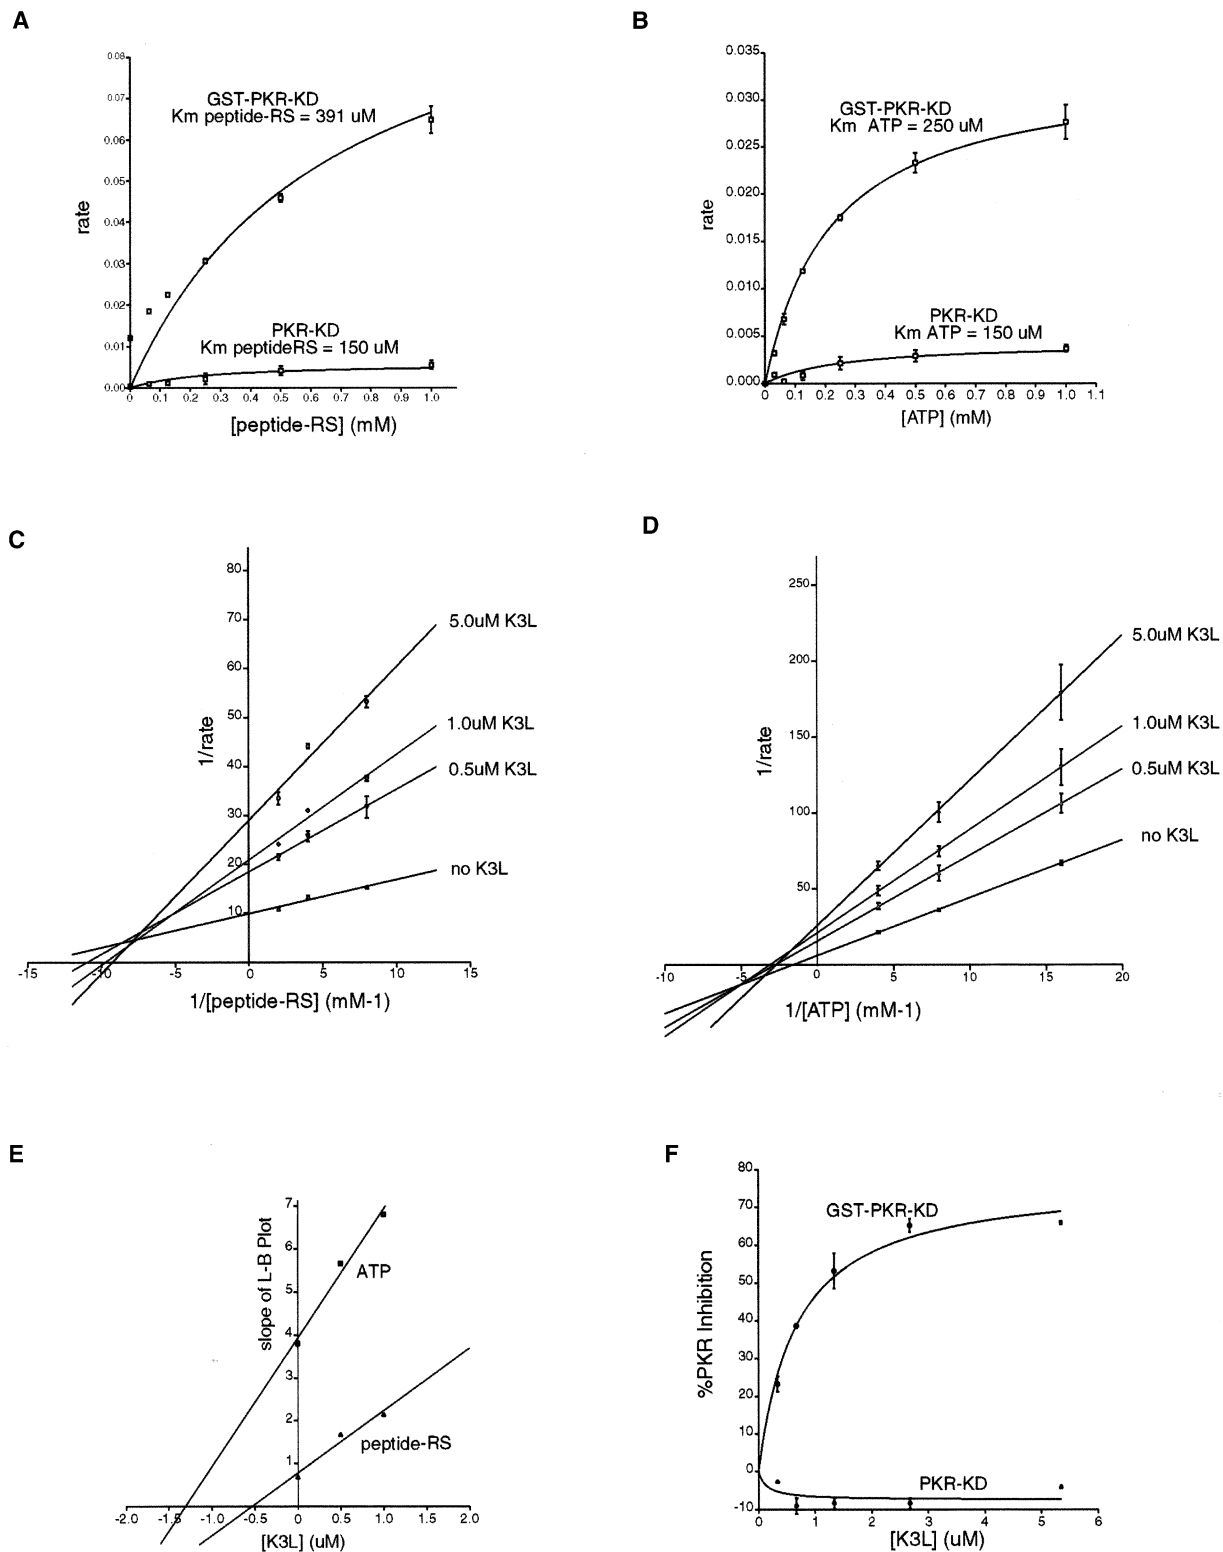 A
0.08
0.07
0.06
0.05
0.04
0.03
0.02
0.01
0.00
rate
GST-PKR-KD
Km peptide-RS = 391 uM
PKR-KD
Km peptideRS = 150 uM
0 0.1 0.2 0.3 0.4 0.5 0.6 0.7 0.8 0.9 1.0
[peptide-RS] (mM)
B
0.035
0.030
0.025
0.020
0.015
0.010
0.005
0.000
rate
GST-PKR-KD
Km ATP = 250 uM
PKR-KD
Km ATP = 150 uM
0 0.1 0.2 0.3 0.4 0.5 0.6 0.7 0.8 0.9 1.0 1.1
[ATP] (mM)
C
80
70
60
50
40
30
20
10
1/rate
5.0uM K3L
1.0uM K3L
0.5uM K3L
no K3L
-15 -10 -5 0 5 10 15
1/[peptide-RS] (mM-1)
D
250
200
150
100
50
1/rate
5.0uM K3L
1.0uM K3L
0.5uM K3L
no K3L
-10 -5 0 5 10 15 20
1/[ATP] (mM-1)
E
7
6
5
4
3
2
1
slope of L-B Plot
ATP
peptide-RS
-2.0 -1.5 -1.0 -0.5 0 0.5 1.0 1.5 2.0
[K3L] (uM)
F
80
70
60
50
40
30
20
10
0
-10
%PKR Inhibition
GST-PKR-KD
PKR-KD
0 1 2 3 4 5 6
[K3L] (uM)